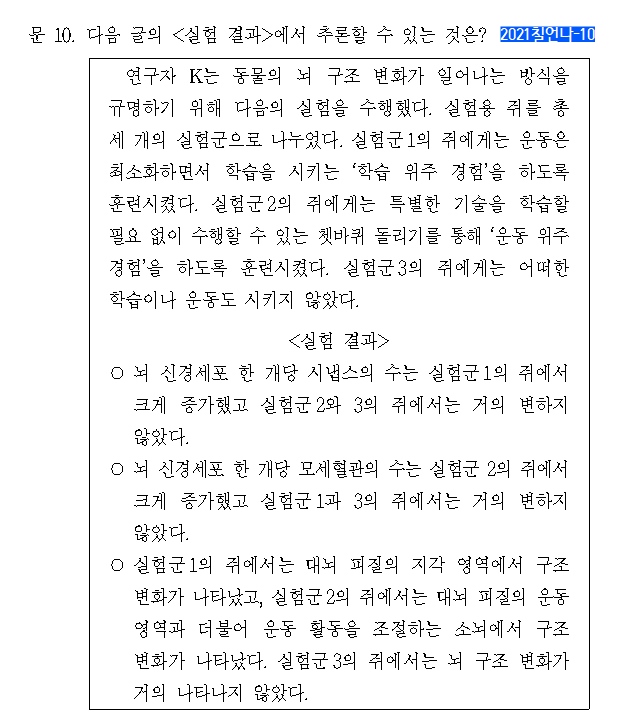 문 10. 다음 글의 <실험 결과>에서 추론할 수 있는 것은? 2021칠언나-10
연구자 K는 동물의 뇌 구조 변화가 일어나는 방식을
규명하기 위해 다음의 실험을 수행했다. 실험용 쥐를 총
세 개의 실험군으로 나누었다. 실험군1의 쥐에게는 운동은
최소화하면서 학습을 시키는 ‘학습 위주 경험’을 하도록
훈련시켰다. 실험군2의 쥐에게는 특별한 기술을 학습할
필요 없이 수행할 수 있는 쳇바퀴 돌리기를 통해 ‘운동 위주
경험’을 하도록 훈련시켰다. 실험군3의 쥐에게는 어떠한
학습이나 운동도 시키지 않았다.
<실험 결과>
○ 뇌 신경세포 한 개당 시냅스의 수는 실험군1의 쥐에서
크게 증가했고 실험군2와 3의 쥐에서는 거의 변하지
않았다.
○ 뇌 신경세포 한 개당 모세혈관의 수는 실험군 2의 쥐에서
크게 증가했고 실험군1과 3의 쥐에서는 거의 변하지
않았다.
○ 실험군1의 쥐에서는 대뇌 피질의 지각 영역에서 구조
변화가 나타났고, 실험군2의 쥐에서는 대뇌 피질의 운동
영역과 더불어 운동 활동을 조절하는 소뇌에서 구조
변화가 나타났다. 실험군3의 쥐에서는 뇌 구조 변화가
거의 나타나지 않았다.